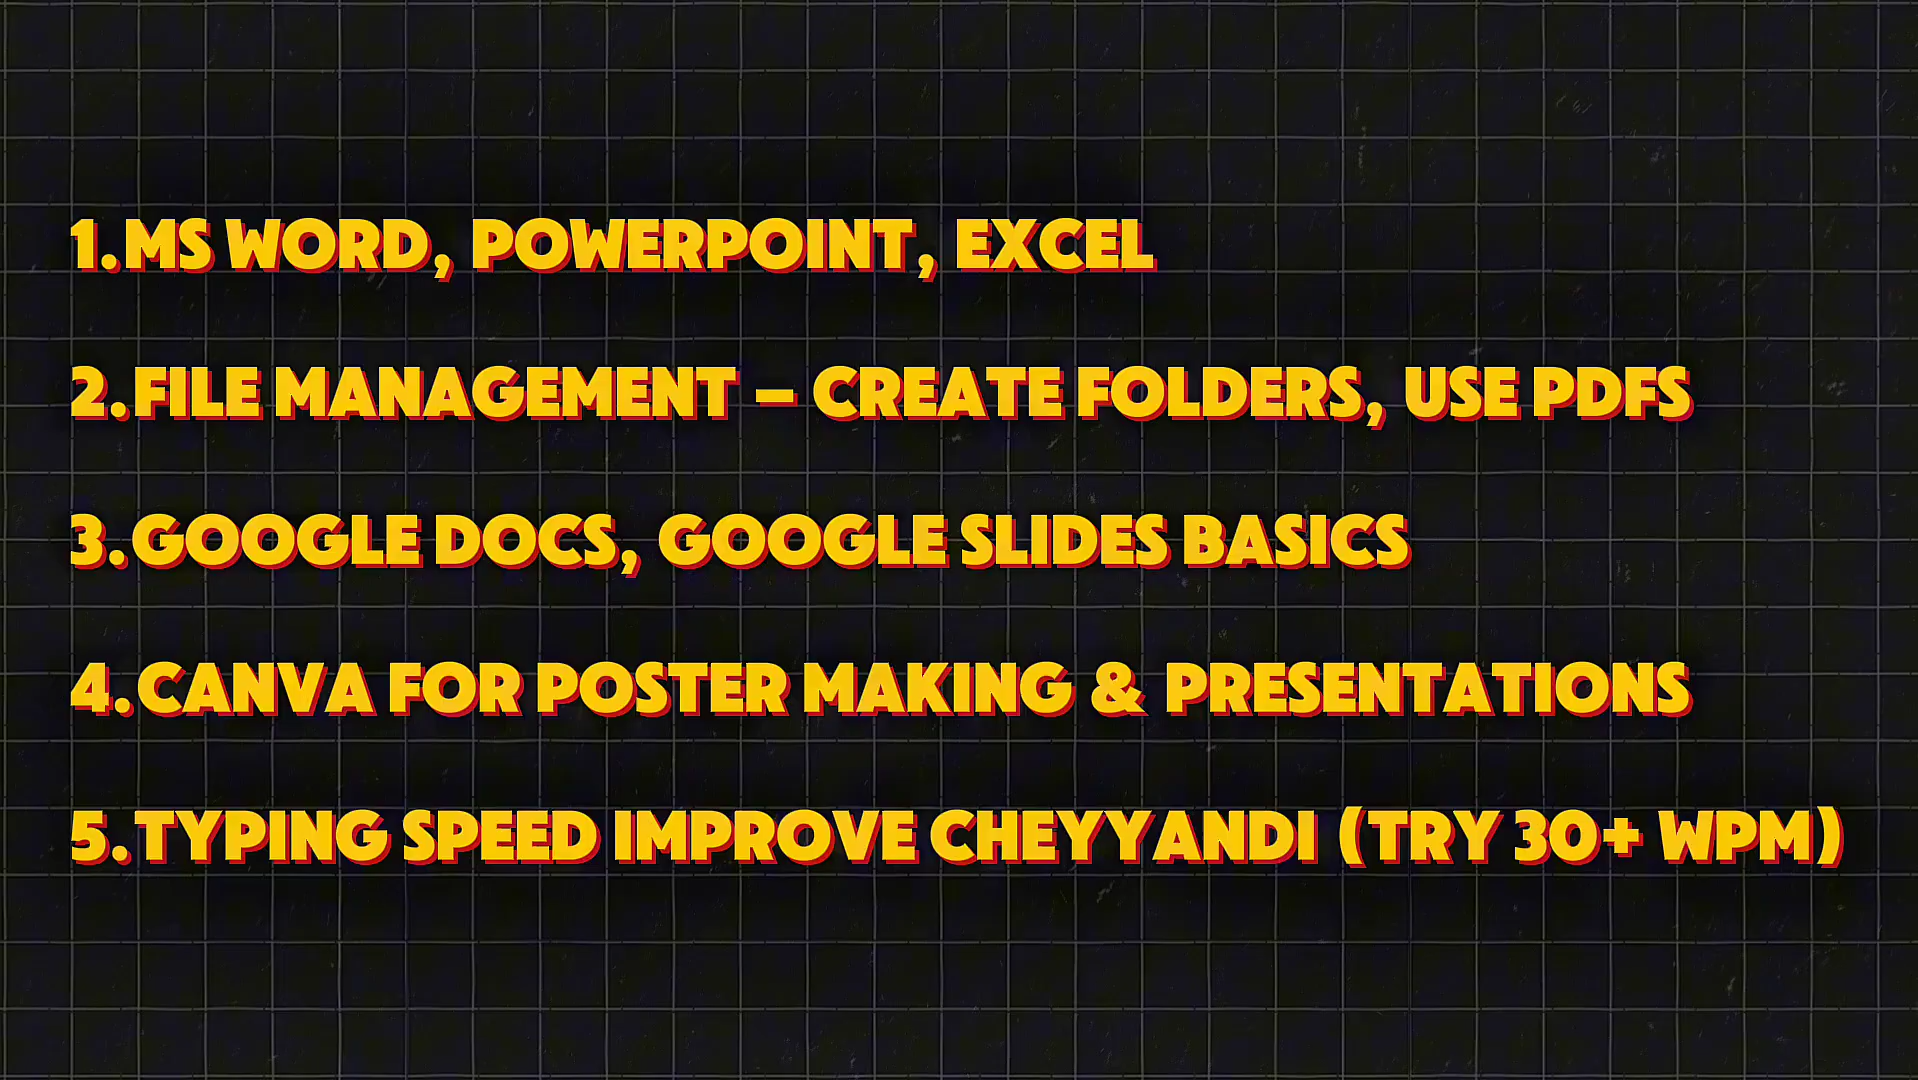 1.MS WORD, POWERPOINT, EXCEL
2.FILE MANAGEMENT – CREATE FOLDERS, USE PDFS
3.GOOGLE DOCS, GOOGLE SLIDES BASICS
4.CANVA FOR POSTER MAKING & PRESENTATIONS
5.TYPING SPEED IMPROVE CHEYYANDI (TRY 30+ WPM)